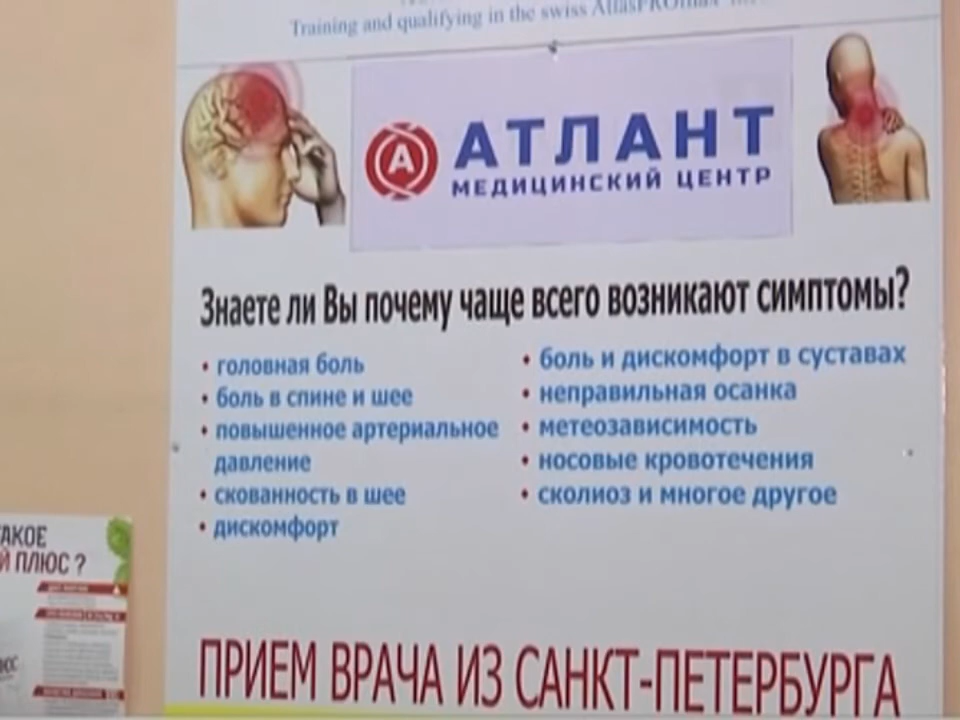 Training and qualifying in the swiss AtlasPROfilax
А
АТЛАНТ
МЕДИЦИНСКИЙ ЦЕНТР
Знаете ли Вы почему чаще всего возникают симптомы?
• головная боль
• боль в спине и шее
• повышенное артериальное
давление
• скованность в шее
• дискомфорт
• боль и дискомфорт в суставах
• неправильная осанка
• метеозависимость
• носовые кровотечения
• сколиоз и многое другое
ПРИЕМ ВРАЧА ИЗ САНКТ-ПЕТЕРБУРГА
ТАКОЕ
Й ПЛЮС ?